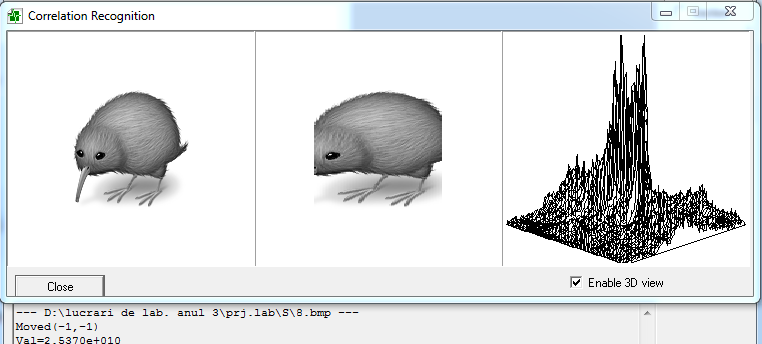 Correlation Recognition
Close
Enable 3D view
--- D:\lucrari de lab. anul 3\prj.lab\S\8.bmp ---
Moved(-1,-1)
Val=2.5370e+010